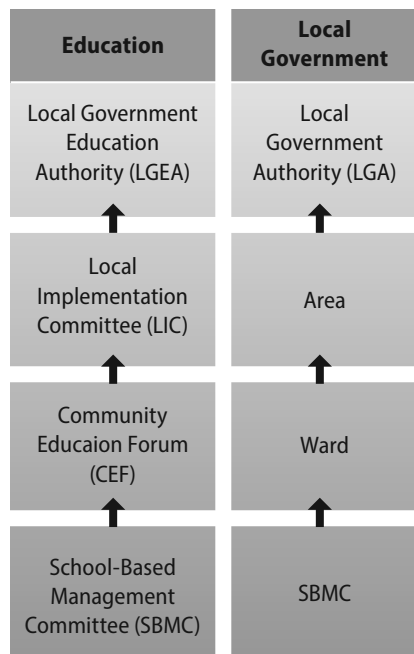 Education
Local Government
Education
Authority (LGEA)
Local
Implementation
Committee (LIC)
Community
Educaion Forum
(CEF)
School-Based
Management
Committee (SBMC)
Local
Government
Local
Government
Authority (LGA)
Area
Ward
SBMC